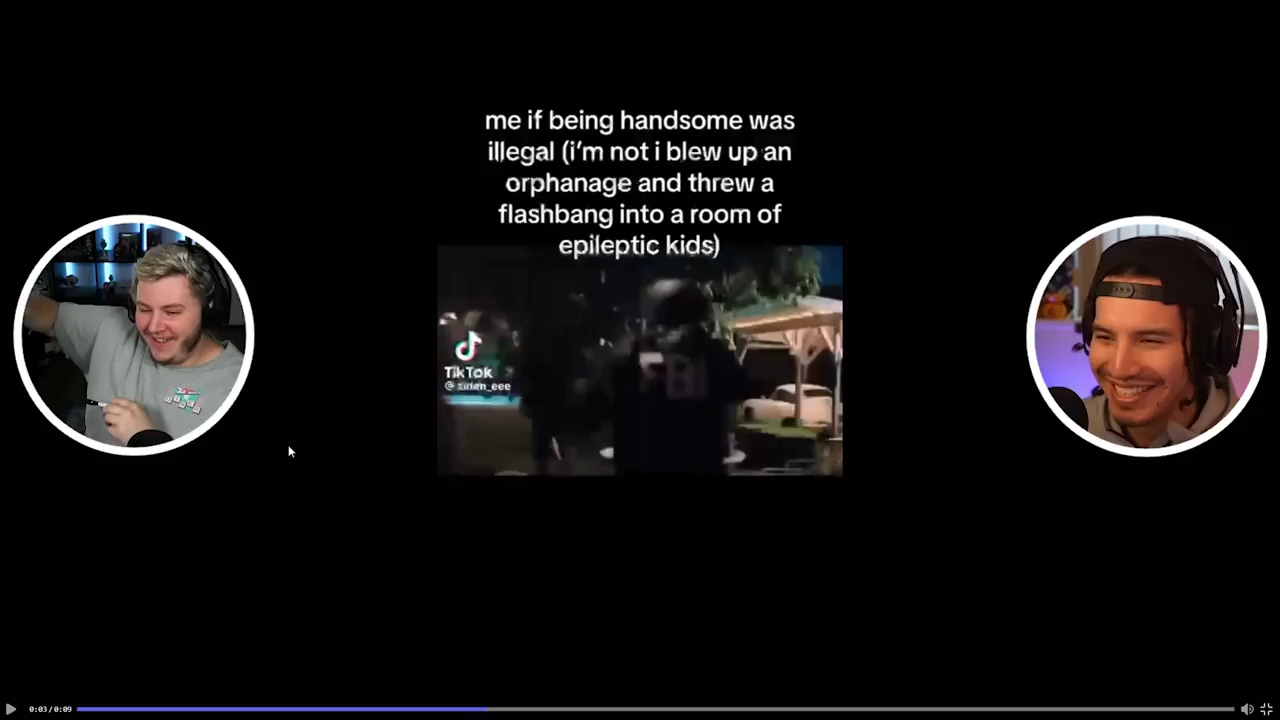 me if being handsome was
illegal (i'm not i blew up an
orphanage and threw a
flashbang into a room of
epileptic kids)
FBI
TikTok
0:03/0:09